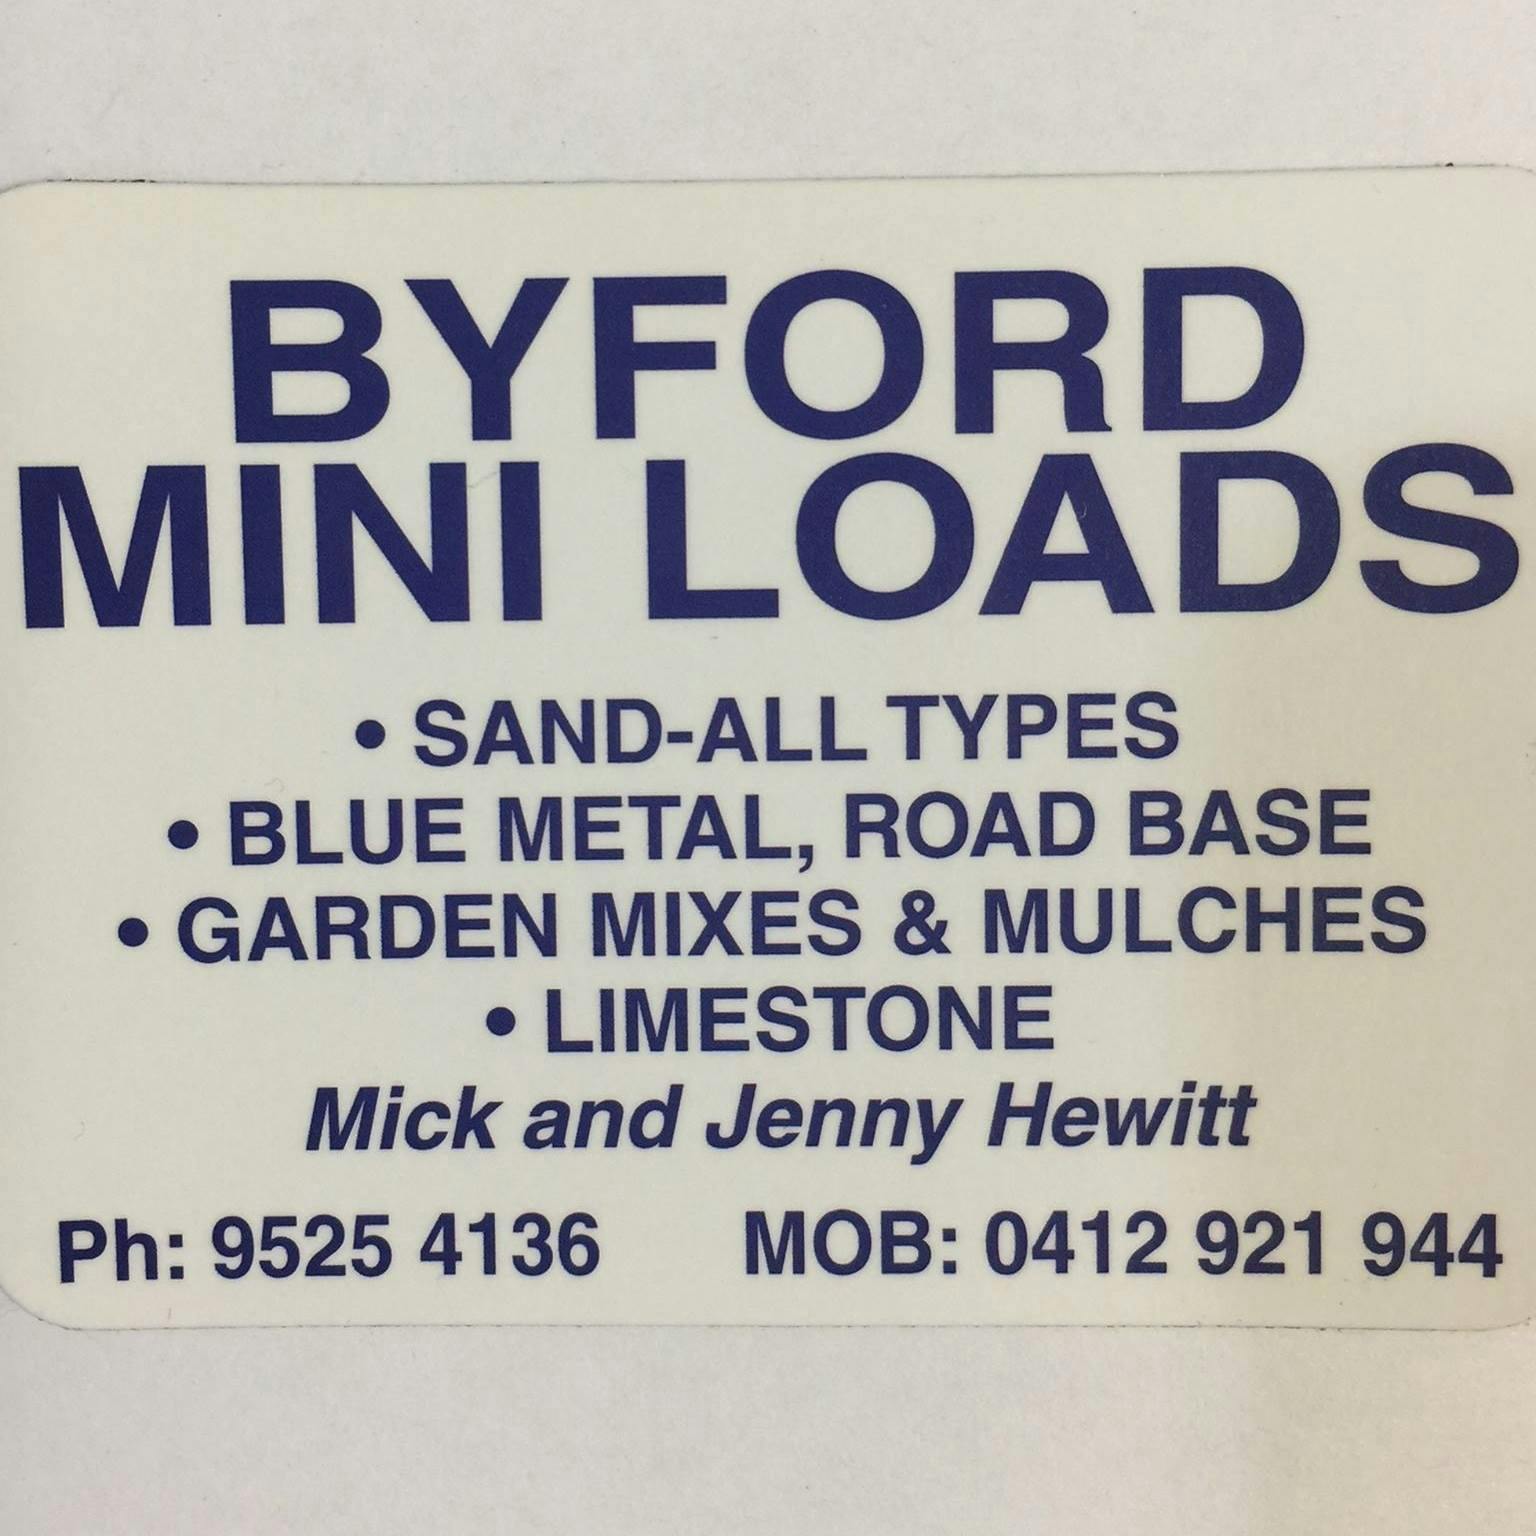 BYFORD
MINI LOADS
• SAND-ALL TYPES
• BLUE METAL, ROAD BASE
• GARDEN MIXES & MULCHES
• LIMESTONE
Mick and Jenny Hewitt
Ph: 9525 4136 MOB: 0412 921 944